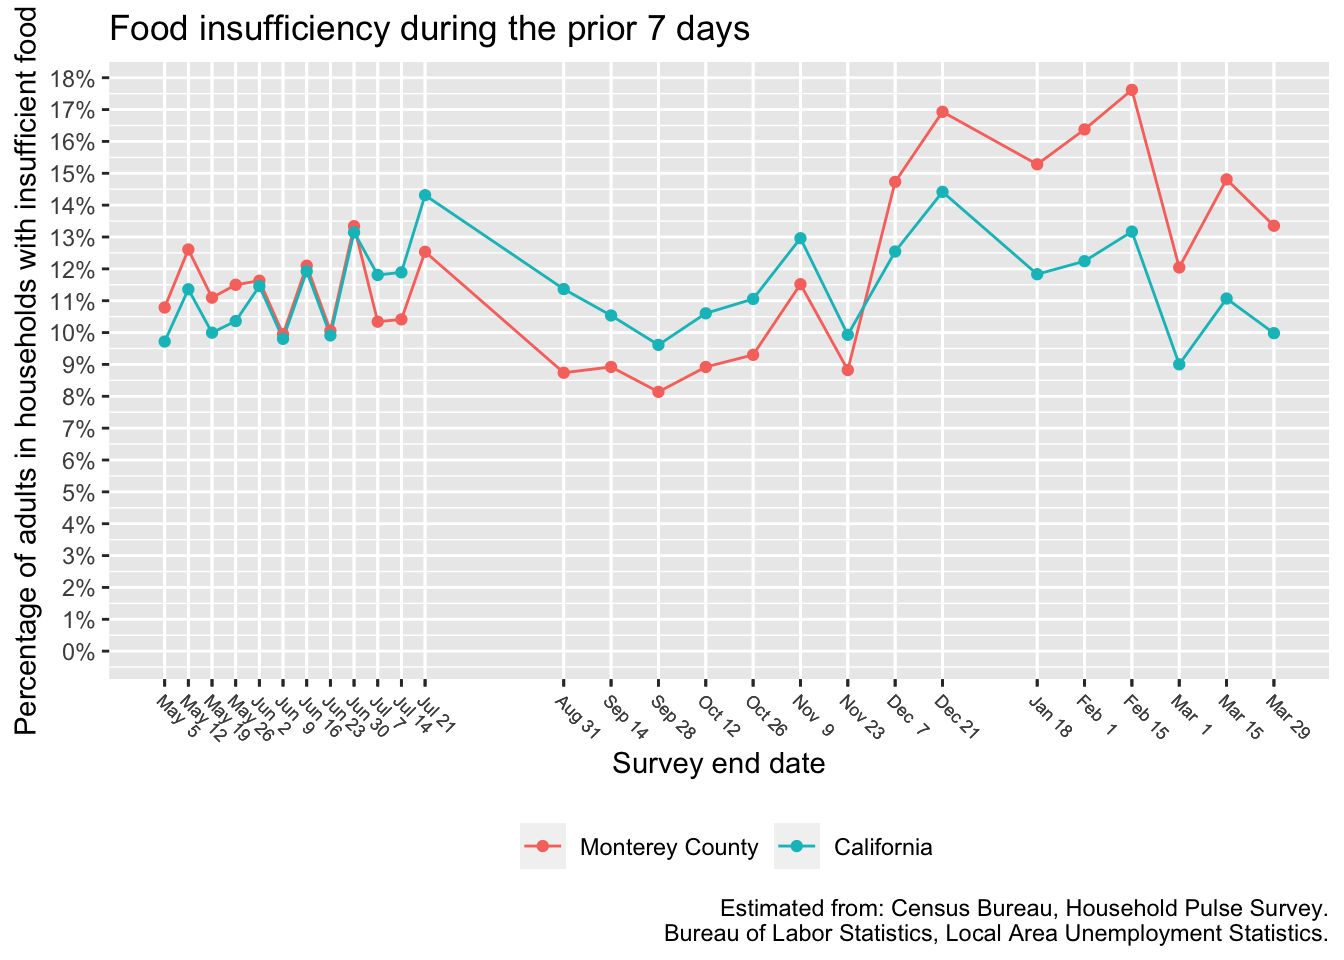 Food insufficiency during the prior 7 days
Percentage of adults in households with insufficient food
18%
17%
16%
15%
14%
13%
12%
11%
10%
9%
8%
7%
6%
5%
4%
3%
2%
1%
0%
May 5
May 12
May 19
May 26
Jun 2
Jun 9
Jun 16
Jun 23
Jun 30
Jul 7
Jul 14
Jul 21
Aug 31
Sep 14
Sep 28
Oct 12
Oct 26
Nov 9
Nov 23
Dec 7
Dec 21
Jan 18
Feb 1
Feb 15
Mar 1
Mar 15
Mar 29
Survey end date
Monterey County
California
Estimated from: Census Bureau, Household Pulse Survey.
Bureau of Labor Statistics, Local Area Unemployment Statistics.